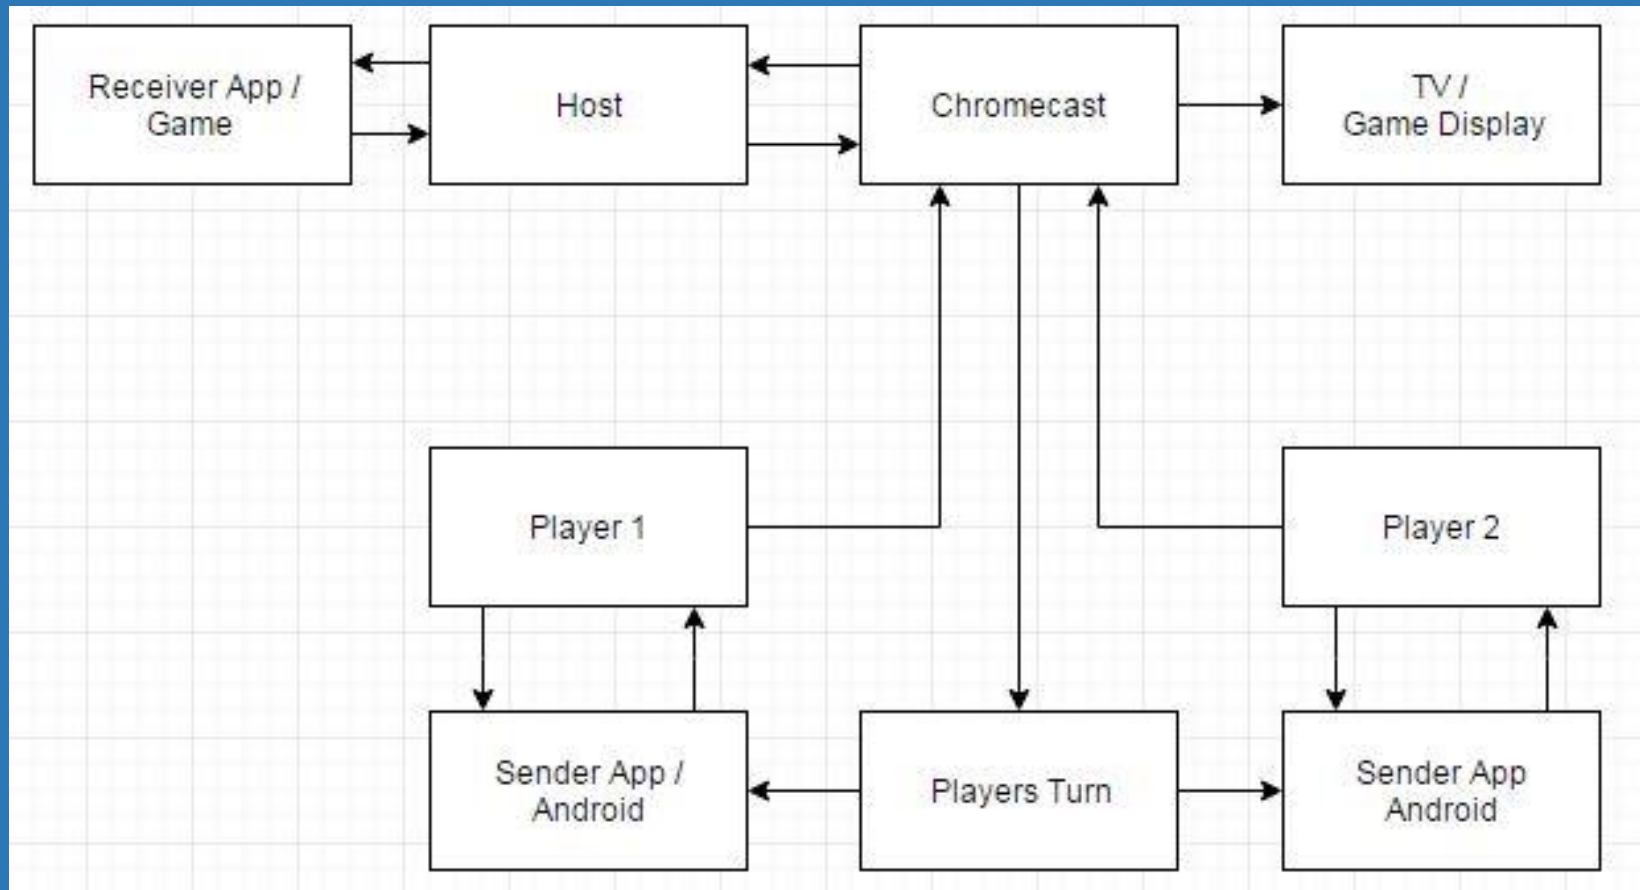 Receiver App /
Game
Host
Chromecast
TV /
Game Display
Player 1
Player 2
Sender App /
Android
Players Turn
Sender App
Android